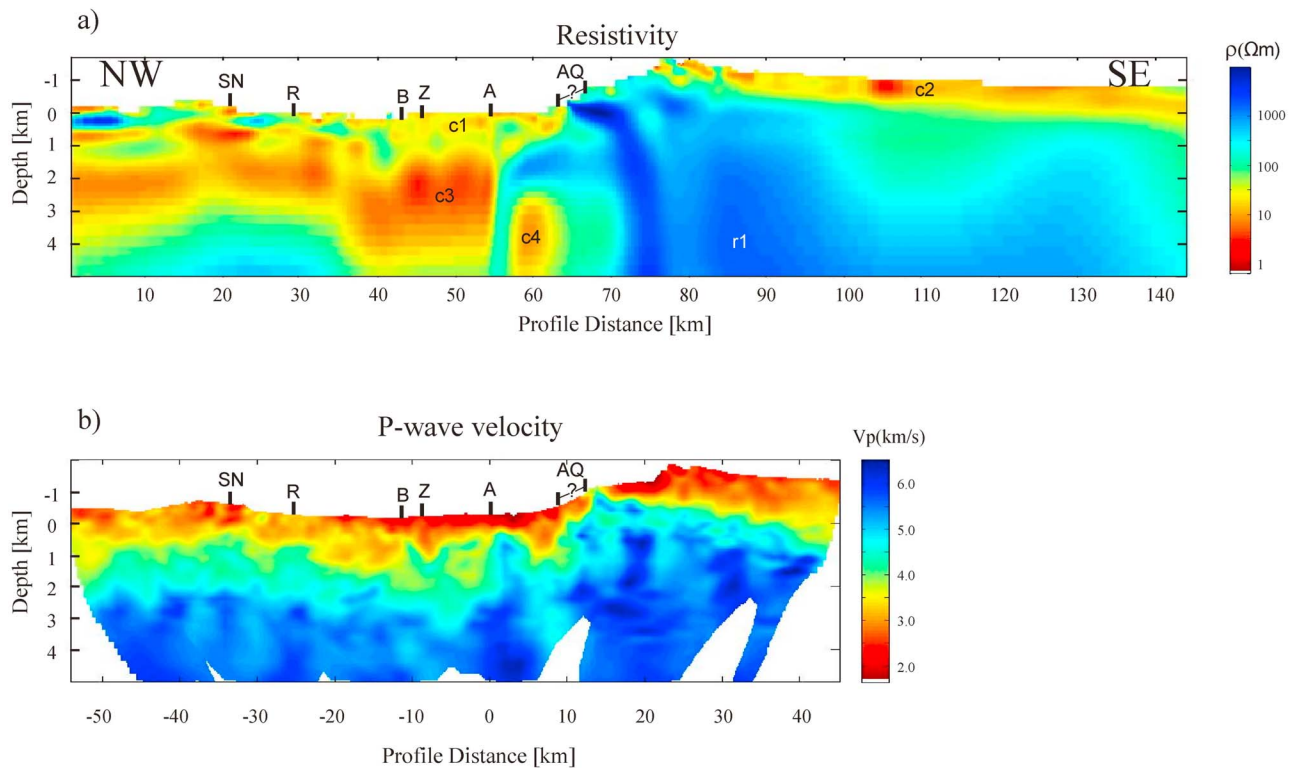 a)
Resistivity
NW
SE
ρ(Ωm)
SN
R
B
Z
A
AQ
?
c1
c2
c3
c4
r1
-1
0
1
2
3
4
Depth [km]
10 20 30 40 50 60 70 80 90 100 110 120 130 140
Profile Distance [km]
1000
100
10
1
b)
P-wave velocity
Vp(km/s)
SN
R
B
Z
A
AQ
?
-1
0
1
2
3
4
Depth [km]
-50 -40 -30 -20 -10 0 10 20 30 40
Profile Distance [km]
6.0
5.0
4.0
3.0
2.0